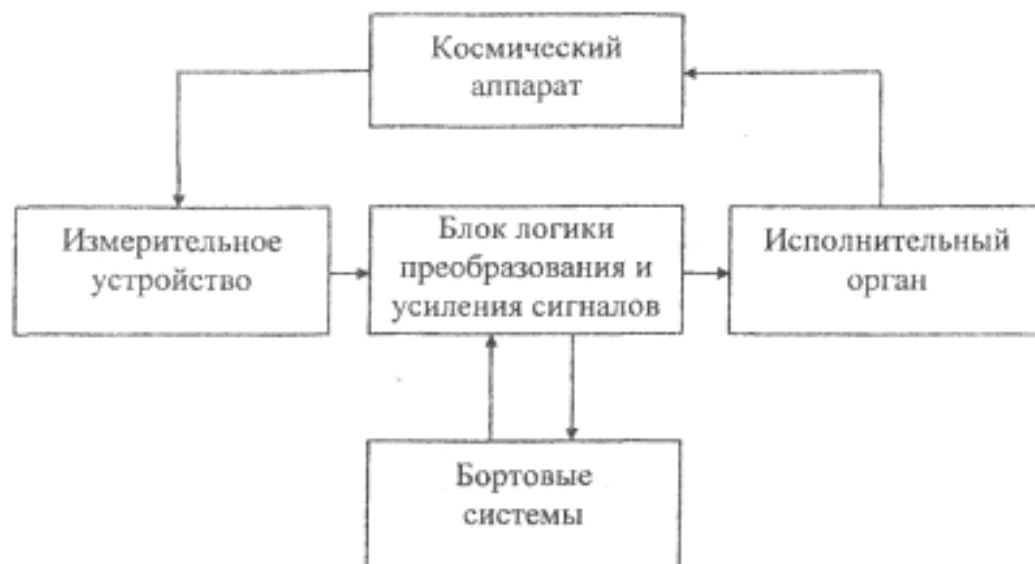 Космический
аппарат
Измерительное
устройство
Блок логики
преобразования и
усиления сигналов
Исполнительный
орган
Бортовые
системы